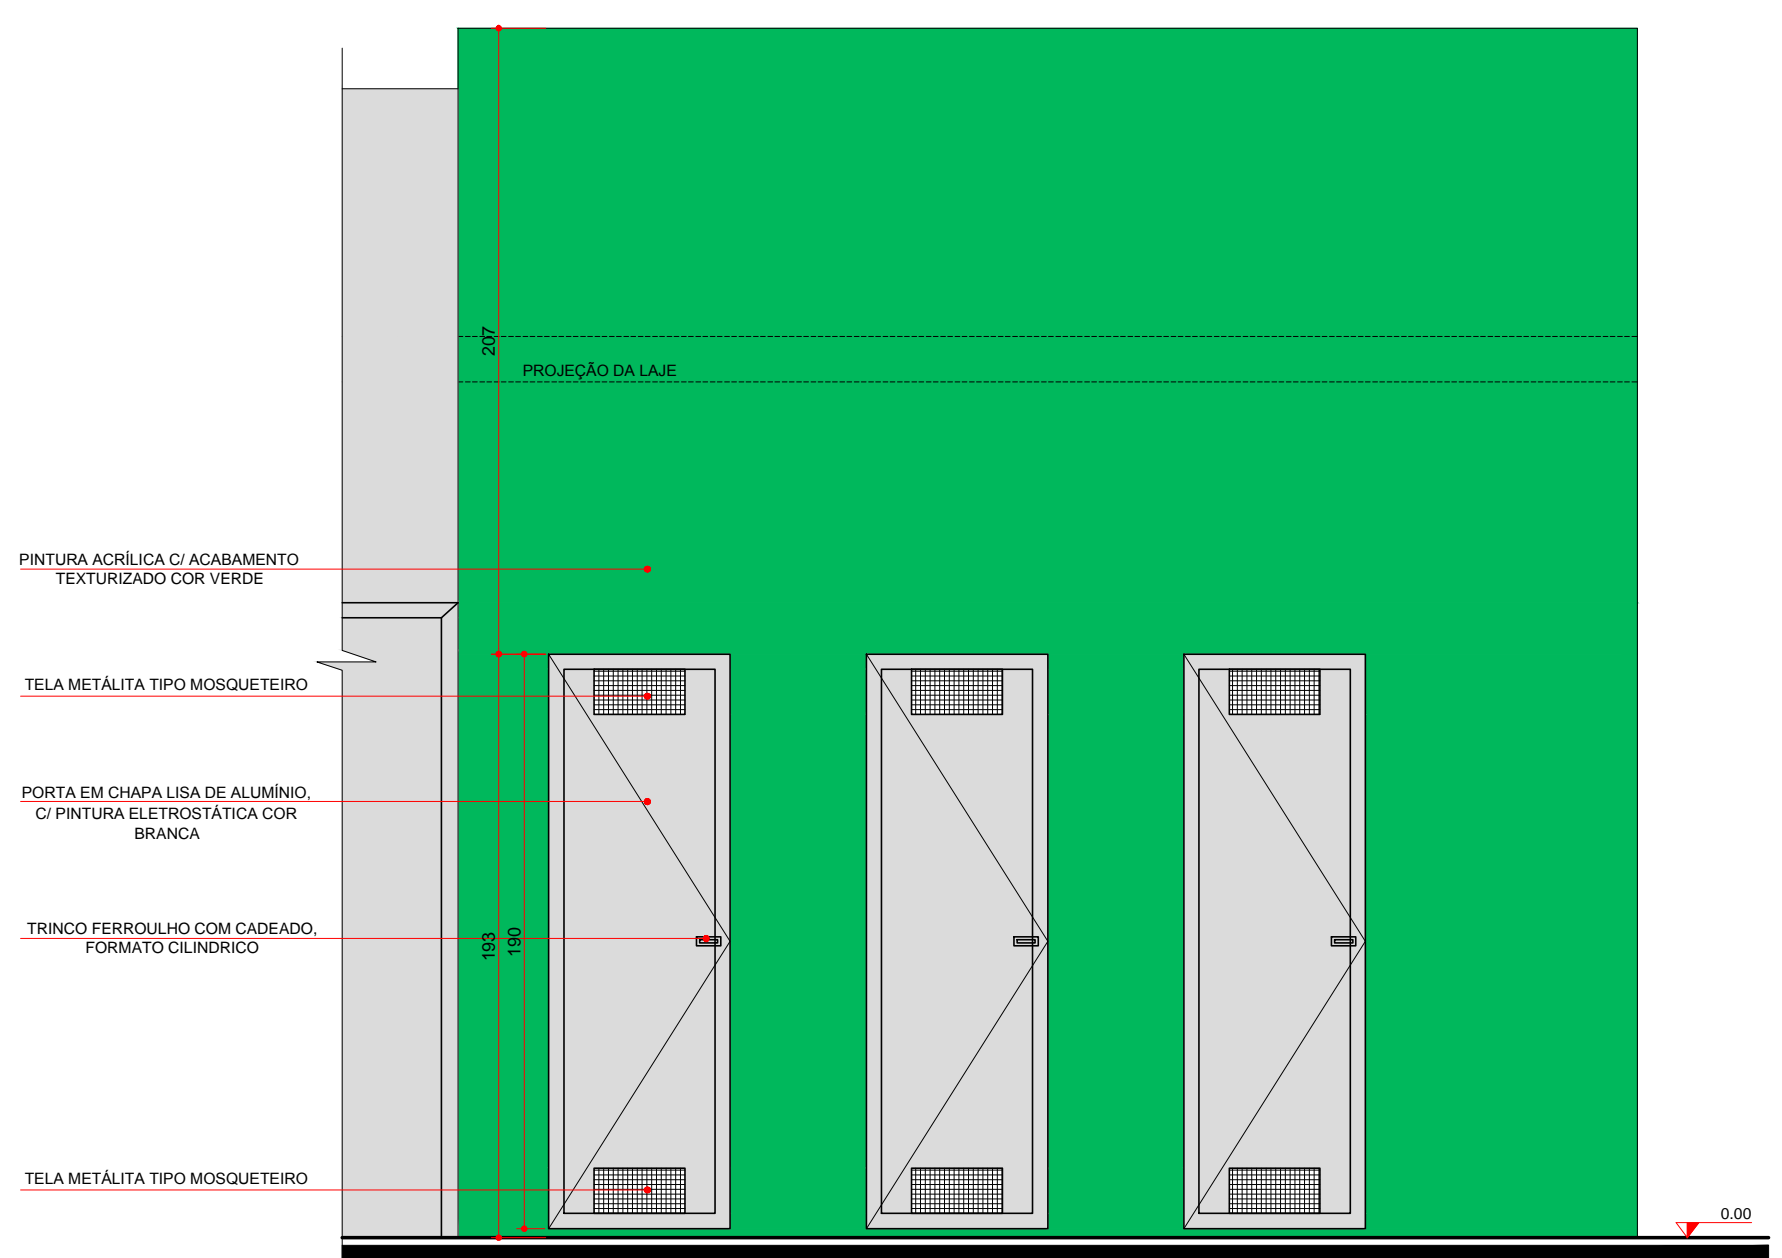 207
PROJEÇÃO DA LAJE
PINTURA ACRÍLICA C/ ACABAMENTO
TEXTURIZADO COR VERDE
TELA METÁLITA TIPO MOSQUETEIRO
PORTA EM CHAPA LISA DE ALUMÍNIO,
C/ PINTURA ELETROSTÁTICA COR
BRANCA
TRINCO FERROULHO COM CADEADO,
FORMATO CILINDRICO
193
190
TELA METÁLITA TIPO MOSQUETEIRO
0.00